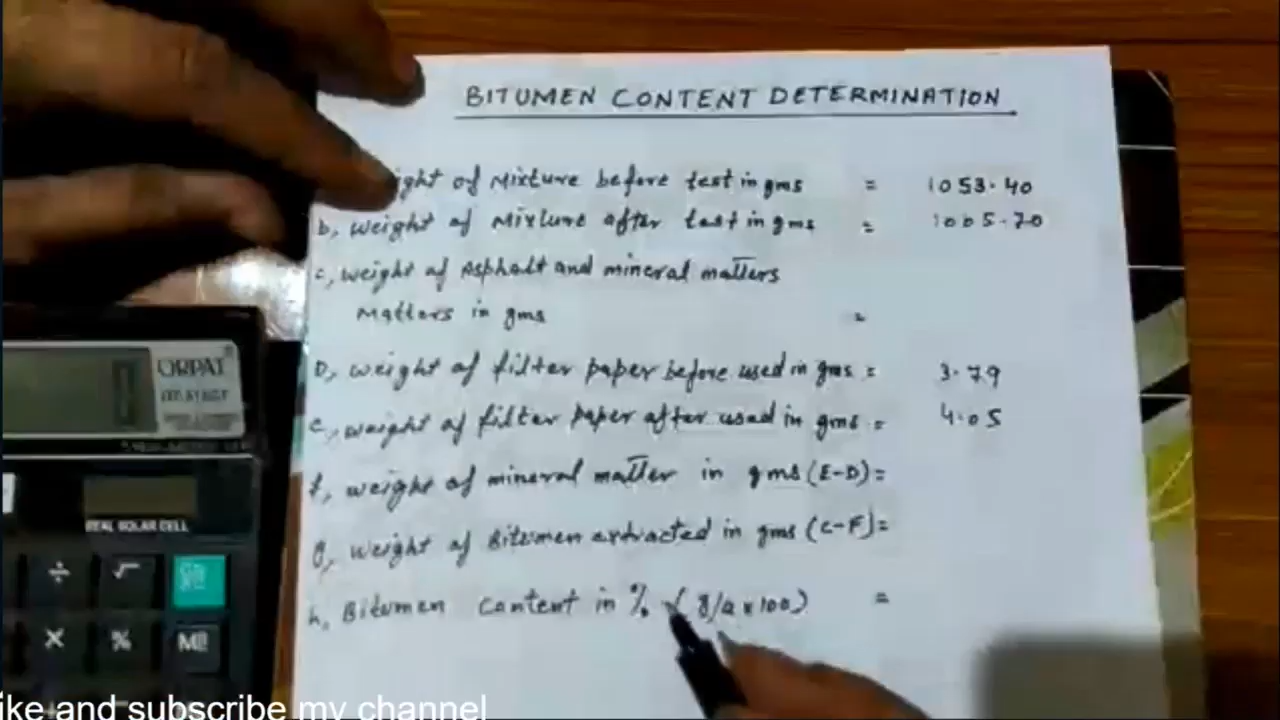 BITUMEN CONTENT DETERMINATION
ight of Mixture before test in gms = 1053.40
b, weight of Mixture after test in gms = 1005.70
c, weight of Asphalt and mineral matters
Matters in gms =
D, weight of filter paper before used in gms = 3.79
e, weight of filter paper after used in gms = 4.05
f, weight of mineral matter in gms (E-D) =
g, weight of Bitumen extracted in gms (C-F) =
h, Bitumen Content in % (g/a x 100) =
ORPAT
REAL SOLAR CELL
÷ √
X % MU
ike and subscribe my channel